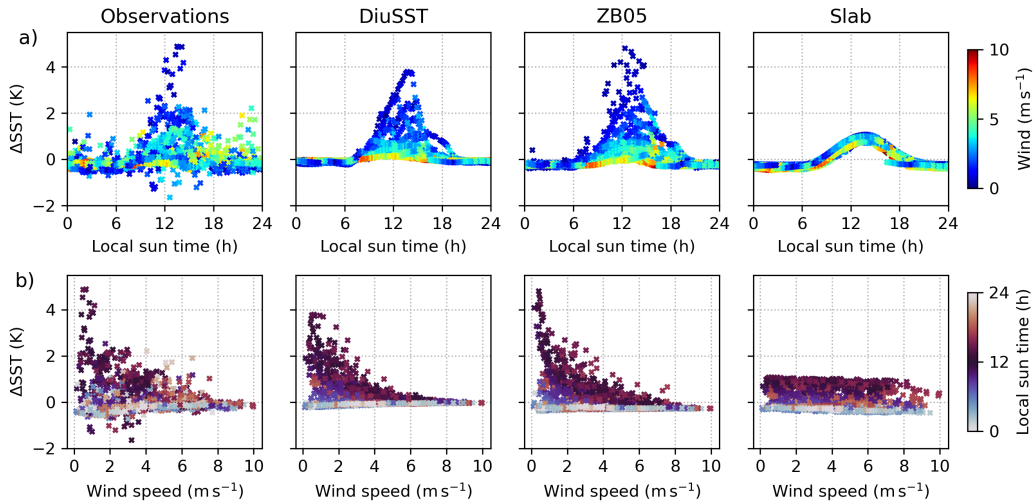 Observations DiuSST ZB05 Slab
a)
ΔSST (K)
4
2
0
−2
0 6 12 18 24 0 6 12 18 24 0 6 12 18 24 0 6 12 18 24
Local sun time (h) Local sun time (h) Local sun time (h) Local sun time (h)
10
5
0
Wind (m s⁻¹)
b)
ΔSST (K)
4
2
0
−2
0 2 4 6 8 10 0 2 4 6 8 10 0 2 4 6 8 10 0 2 4 6 8 10
Wind speed (m s⁻¹) Wind speed (m s⁻¹) Wind speed (m s⁻¹) Wind speed (m s⁻¹)
24
12
0
Local sun time (h)